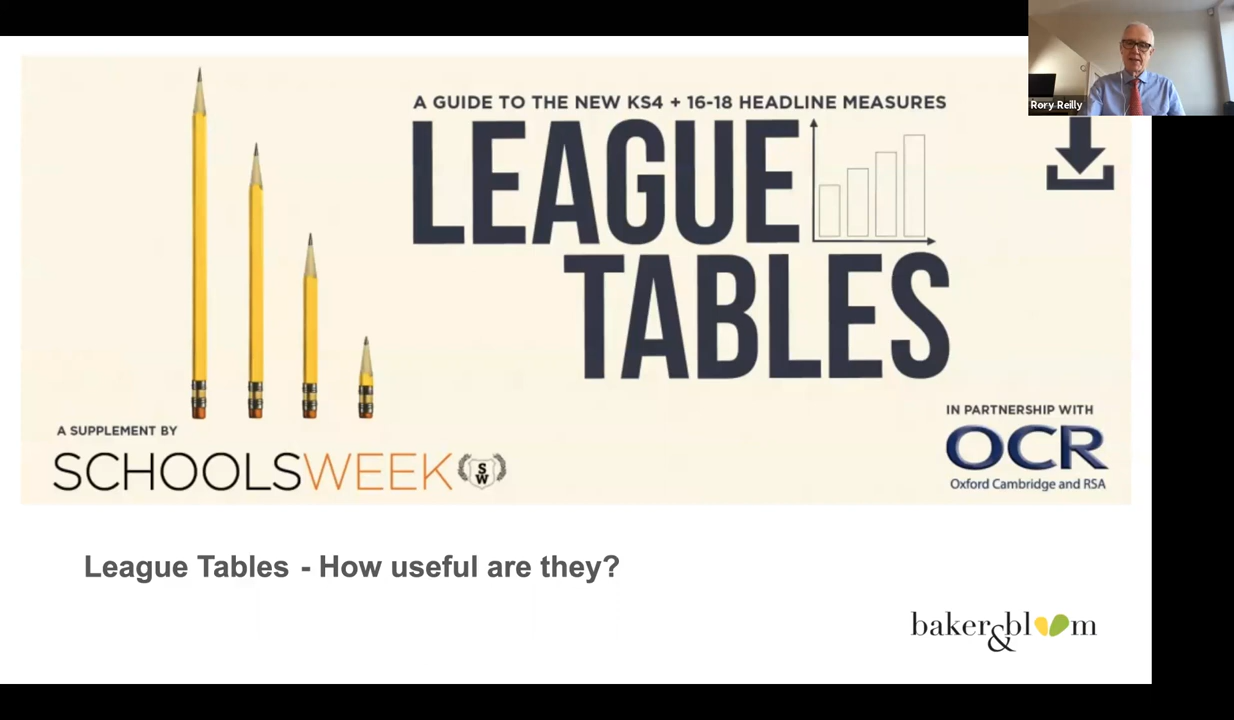 Rory Reilly
A GUIDE TO THE NEW KS4 + 16-18 HEADLINE MEASURES
LEAGUE
TABLES
A SUPPLEMENT BY
SCHOOLSWEEK
S
W
IN PARTNERSHIP WITH
OCR
Oxford Cambridge and RSA
League Tables - How useful are they?
baker&bloom